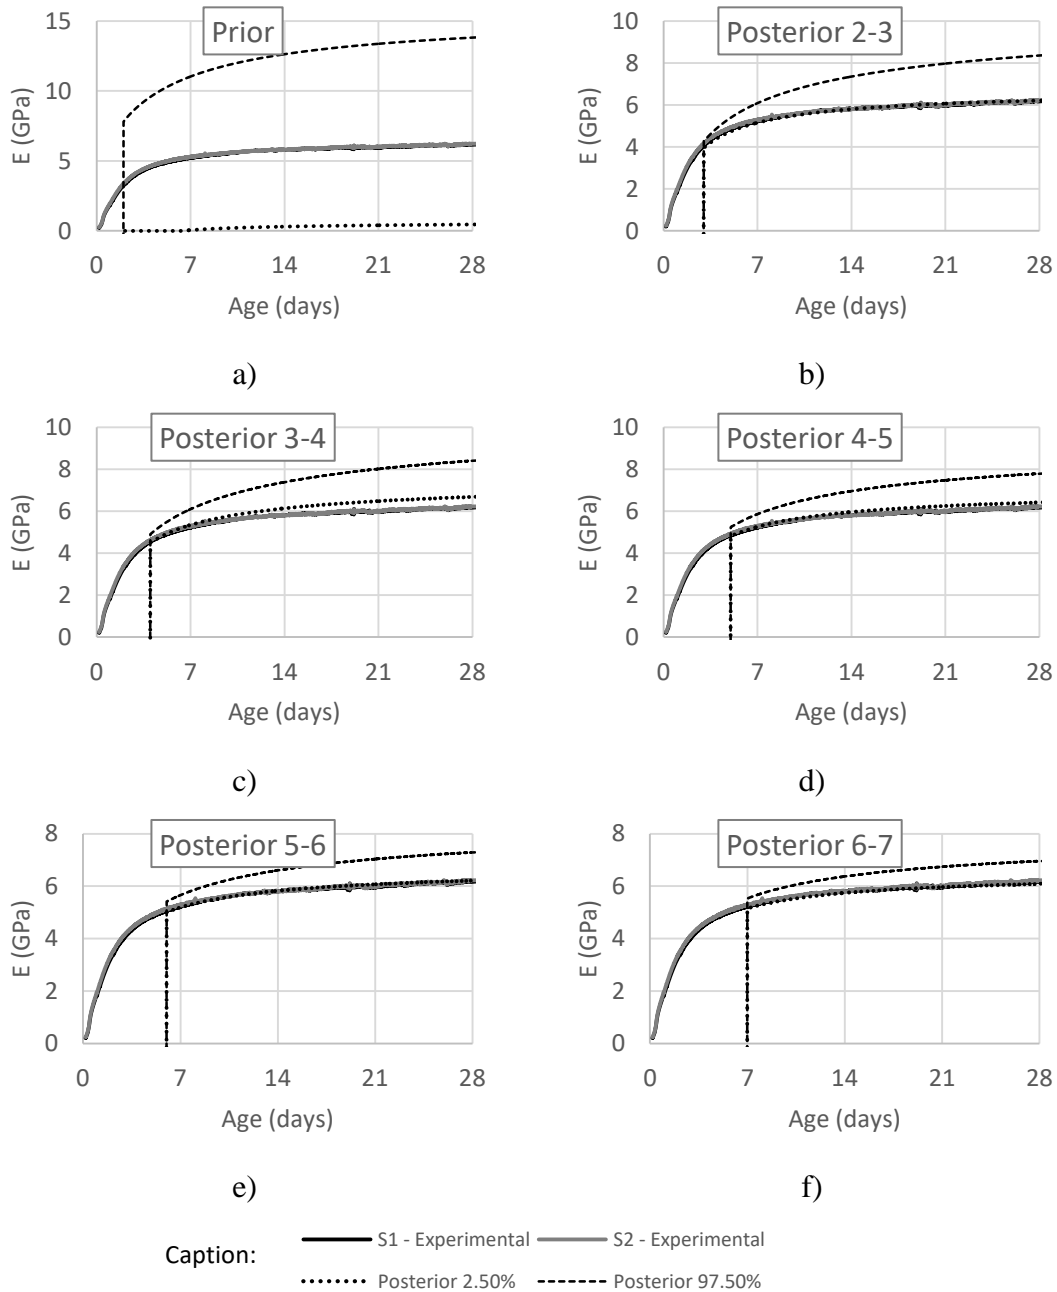 Prior
15
10
5
0
E (GPa)
0 7 14 21 28
Age (days)
a)
Posterior 2-3
10
8
6
4
2
0
E (GPa)
0 7 14 21 28
Age (days)
b)
Posterior 3-4
10
8
6
4
2
0
E (GPa)
0 7 14 21 28
Age (days)
c)
Posterior 4-5
10
8
6
4
2
0
E (GPa)
0 7 14 21 28
Age (days)
d)
Posterior 5-6
8
6
4
2
0
E (GPa)
0 7 14 21 28
Age (days)
e)
Posterior 6-7
8
6
4
2
0
E (GPa)
0 7 14 21 28
Age (days)
f)
Caption:
S1 - Experimental
S2 - Experimental
Posterior 2.50%
Posterior 97.50%